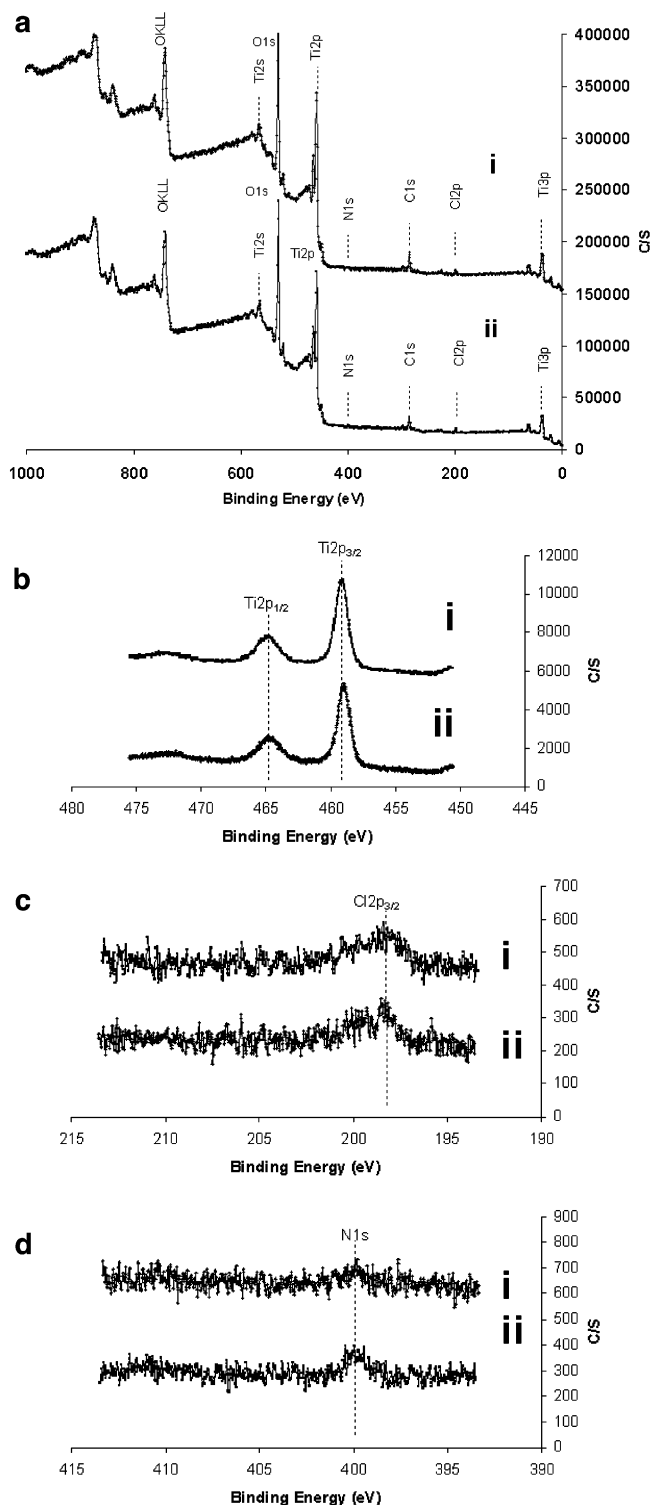 a
OKLL
Ti2s
O1s
Ti2p
400000
350000
300000
250000
200000
150000
100000
50000
0
C/S
i
N1s
C1s
Cl2p
Ti3p
OKLL
Ti2s
O1s
Ti2p
ii
N1s
C1s
Cl2p
Ti3p
1000 800 600 400 200 0
Binding Energy (eV)
b
Ti2p1/2
Ti2p3/2
12000
10000
8000
6000
4000
2000
0
C/S
i
ii
480 475 470 465 460 455 450 445
Binding Energy (eV)
c
Cl2p3/2
700
600
500
400
300
200
100
0
C/S
i
ii
215 210 205 200 195 190
Binding Energy (eV)
d
N1s
900
800
700
600
500
400
300
200
100
0
C/S
i
ii
415 410 405 400 395 390 380
Binding Energy (eV)